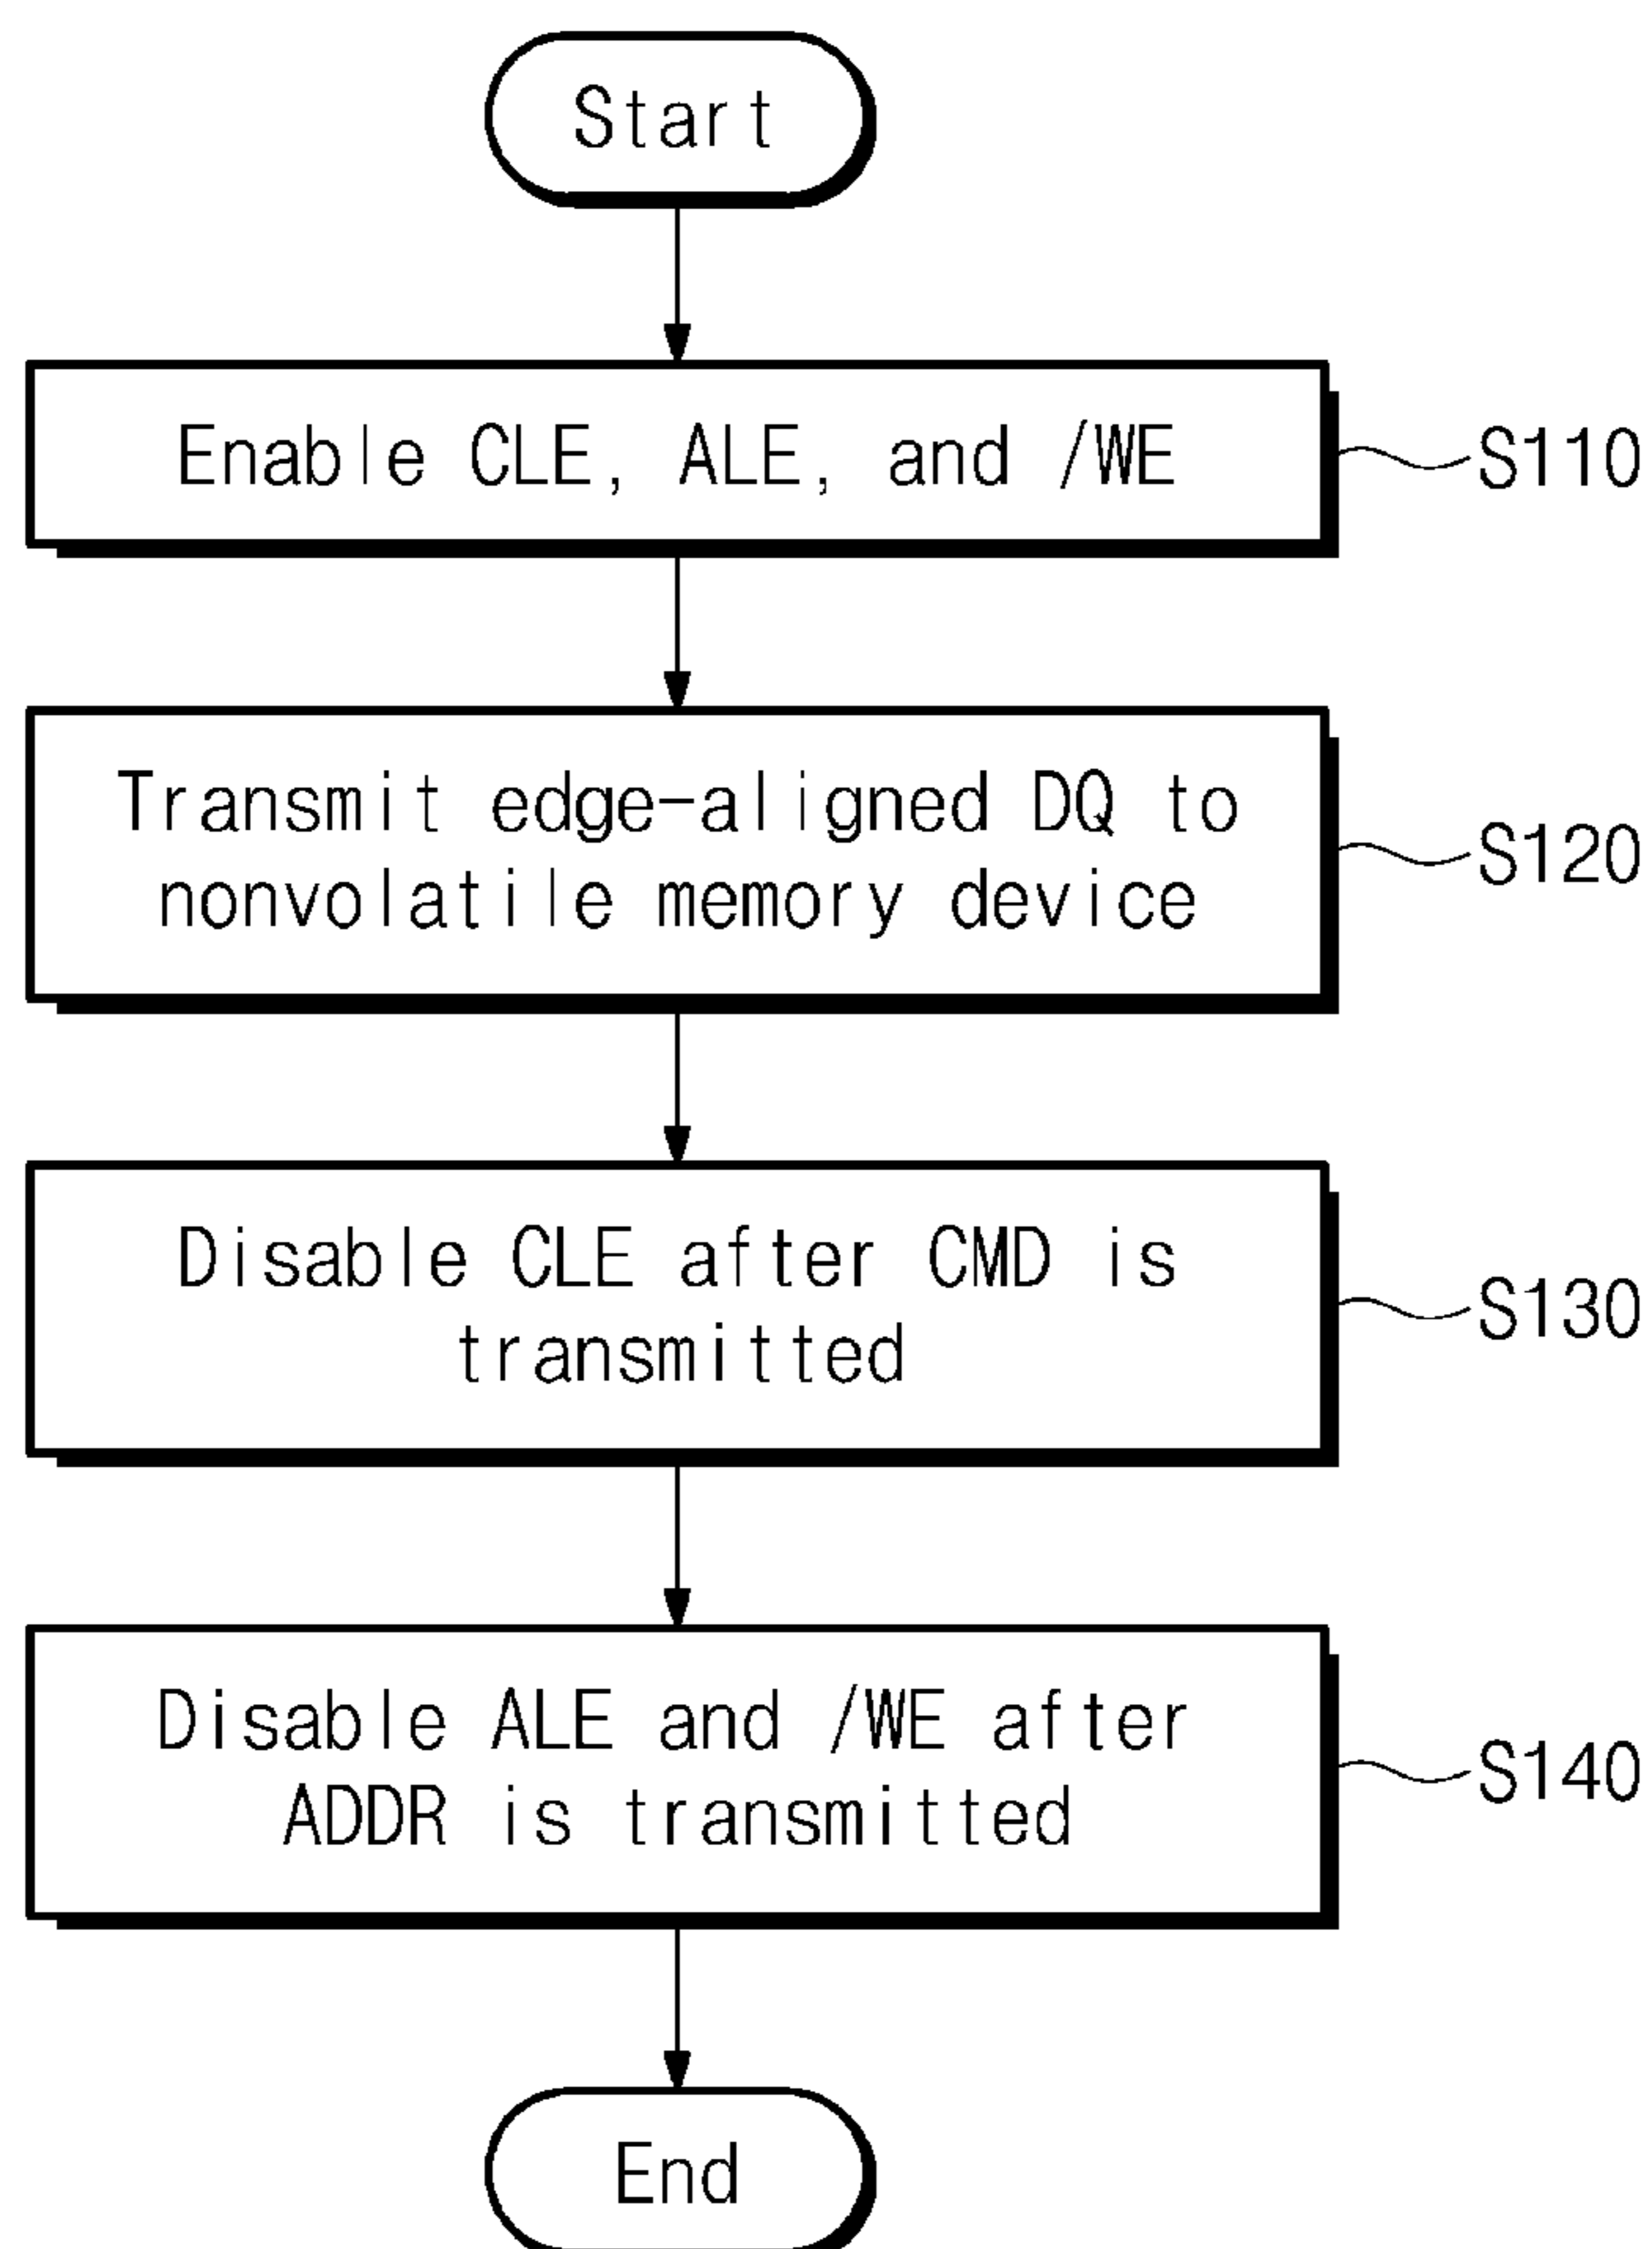 Start
Enable CLE, ALE, and /WE
S110
Transmit edge-aligned DQ to
nonvolatile memory device
S120
Disable CLE after CMD is
transmitted
S130
Disable ALE and /WE after
ADDR is transmitted
S140
End